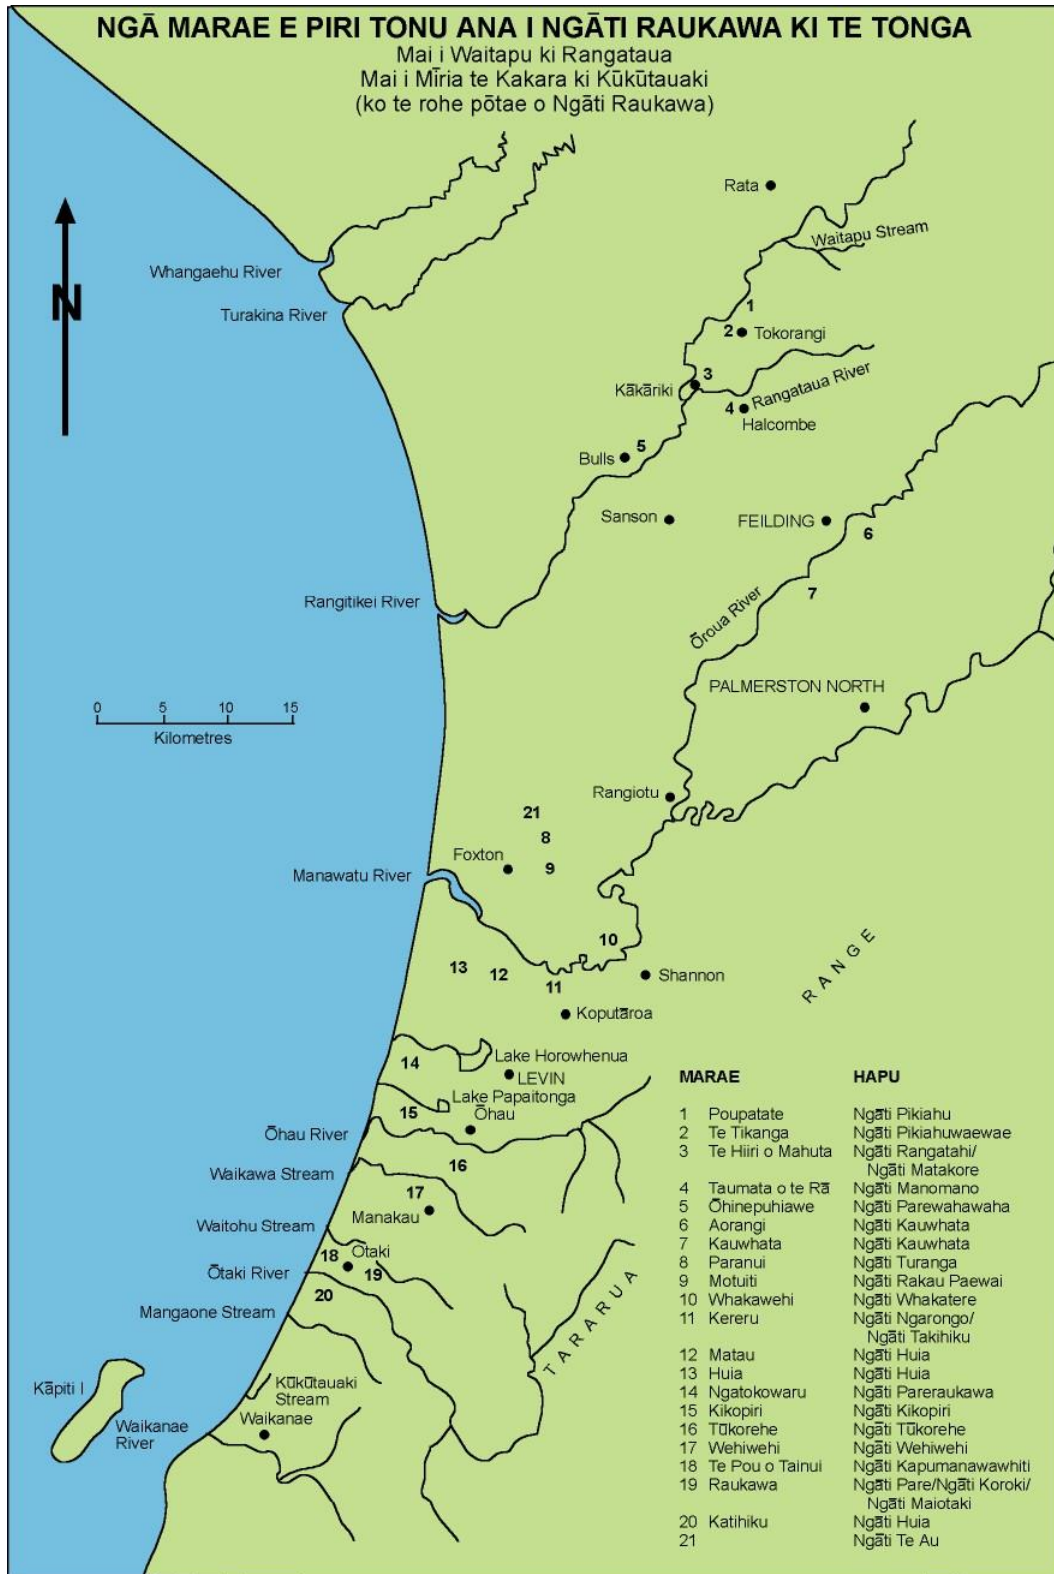 NGĀ MARAE E PIRI TONU ANA I NGĀTI RAUKAWA KI TE TONGA
Mai i Waitapu ki Rangataua
Mai i Mīria te Kakara ki Kūkūtauaki
(ko te rohe pōtae o Ngāti Raukawa)
Rata
Waitapu Stream
Whangaehu River
N
Turakina River
1
2
Tokorangi
3
Kākāriki
Rangataua River
4
Halcombe
5
Bulls
Sanson
FEILDING
6
7
Rangitikei River
Ōroua River
PALMERSTON NORTH
0 5 10 15
Kilometres
Rangiotu
21
8
Foxton
9
Manawatu River
10
13
12
11
Shannon
RANGE
Koputāroa
14
Lake Horowhenua
LEVIN
Lake Papaitonga
15
Ōhau
Ōhau River
16
Waikawa Stream
17
Manakau
Waitohu Stream
18
Otaki
19
Ōtaki River
20
Mangaone Stream
TARARUA
Kāpiti I
Kūkūtauaki
Stream
Waikanae
Waikanae
River
MARAE HAPU
1 Poupatate Ngāti Pikiahu
2 Te Tikanga Ngāti Pikiahuwaewae
3 Te Hiiri o Mahuta Ngāti Rangatahi/
Ngāti Matakore
4 Taumata o te Rā Ngāti Manomano
5 Ōhinepuhiawe Ngāti Parewahawaha
6 Aorangi Ngāti Kauwhata
7 Kauwhata Ngāti Kauwhata
8 Paranui Ngāti Turanga
9 Motuiti Ngāti Rakau Paewai
10 Whakawehi Ngāti Whakatere
11 Kereru Ngāti Ngarongo/
Ngāti Takihiku
12 Matau Ngāti Huia
13 Huia Ngāti Huia
14 Ngatokowaru Ngāti Pareraukawa
15 Kikopiri Ngāti Kikopiri
16 Tūkorehe Ngāti Tūkorehe
17 Wehiwehi Ngāti Wehiwehi
18 Te Pou o Tainui Ngāti Kapumanawawhiti
19 Raukawa Ngāti Pare/Ngāti Koroki/
Ngāti Maiotaki
20 Katihiku Ngāti Huia
21 Ngāti Te Au